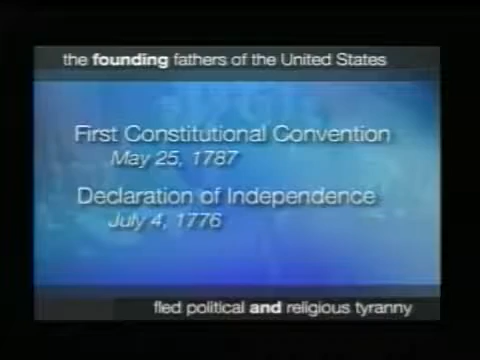 the founding fathers of the United States
First Constitutional Convention
May 25, 1787
Declaration of Independence
July 4, 1776
fled political and religious tyranny